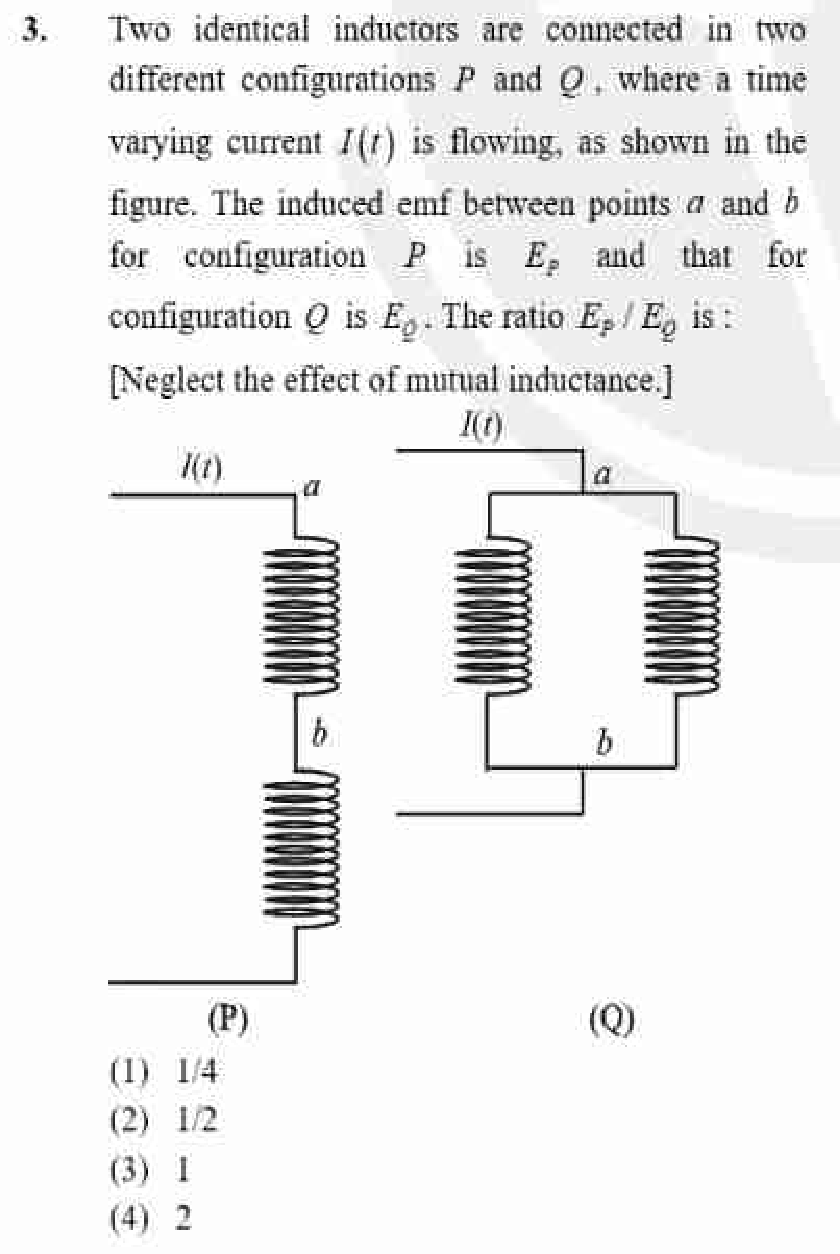 3. Two identical inductors are connected in two
different configurations P and Q, where a time
varying current I(t) is flowing, as shown in the
figure. The induced emf between points a and b
for configuration P is E_P and that for
configuration Q is E_Q. The ratio E_P / E_Q is :
[Neglect the effect of mutual inductance.]
I(t)
I(t)
a
a
b
b
(P) (Q)
(1) 1/4
(2) 1/2
(3) 1
(4) 2